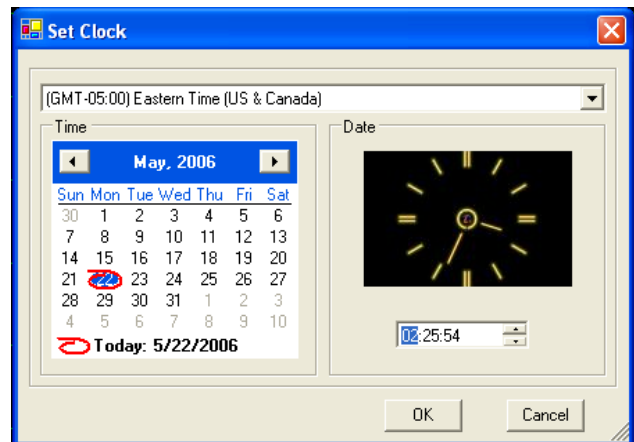 Set Clock
(GMT-05:00) Eastern Time (US & Canada)
Time
May, 2006
Sun Mon Tue Wed Thu Fri Sat
30 1 2 3 4 5 6
7 8 9 10 11 12 13
14 15 16 17 18 19 20
21 22 23 24 25 26 27
28 29 30 31 1 2 3
4 5 6 7 8 9 10
Today: 5/22/2006
Date
02:25:54
OK Cancel